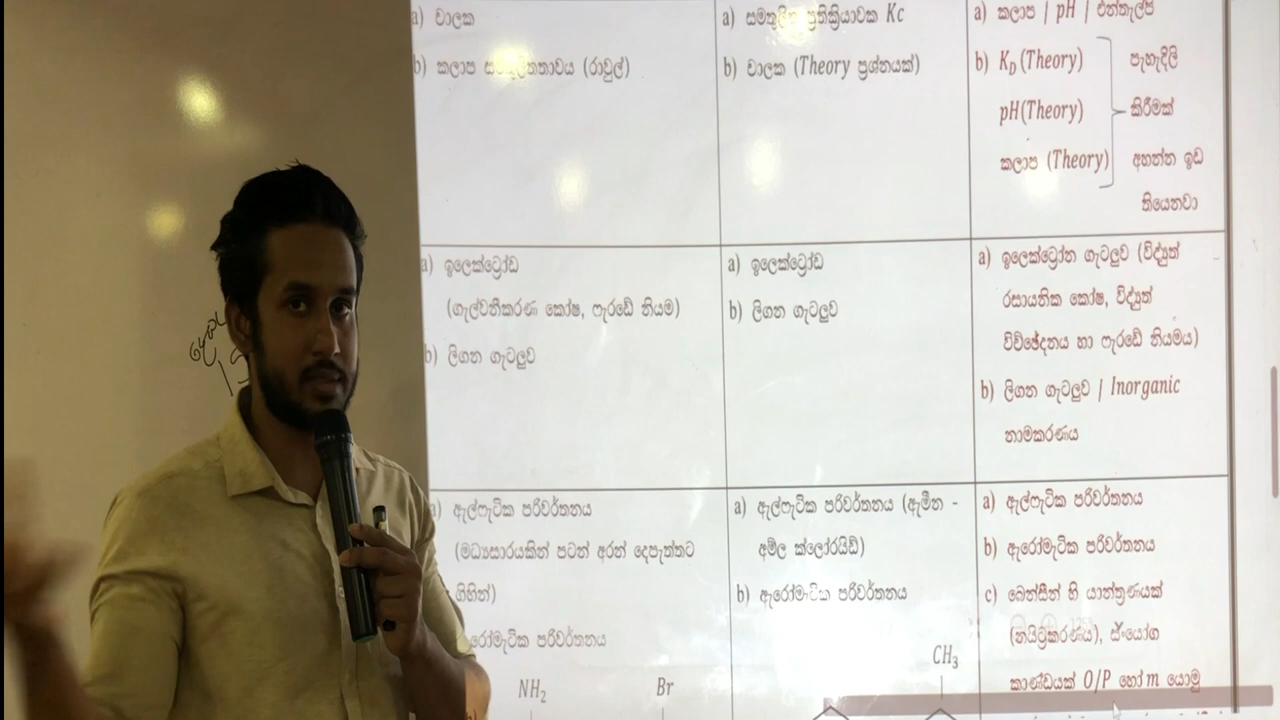 a) චාලක
b) කලාප සමතුලිතතාවය (රාවුල්)
a) සමතුලිත ප්‍රතික්‍රියාවක Kc
b) චාලක (Theory ප්‍රශ්නයක්)
a) කලාප / pH / එන්තැල්පි
b) K_D (Theory)
pH(Theory)
කලාප (Theory)
පැහැදිලි
කිරීමක්
අහන්න ඉඩ
තියෙනවා
a) ඉලෙක්ට්‍රෝඩ
(ගැල්වනීකරණ කෝෂ, ෆැරඩේ නියම)
b) ලිගන ගැටලුව
a) ඉලෙක්ට්‍රෝඩ
b) ලිගන ගැටලුව
a) ඉලෙක්ට්‍රෝන ගැටලුව (විද්‍යුත්
රසායනික කෝෂ, විද්‍යුත්
විච්ඡේදනය හා ෆැරඩේ නියමය)
b) ලිගන ගැටලුව / Inorganic
නාමකරණය
a) ඇල්ෆැටික පරිවර්තනය
(මධ්‍යසාරයකින් පටන් අරන් දෙපැත්තට
ගිහින්)
රෝමැටික පරිවර්තනය
NH₂ Br
a) ඇල්ෆැටික පරිවර්තනය (ඇමීන -
අම්ල ක්ලෝරයිඩ්)
b) ඇරෝමැටික පරිවර්තනය
CH₃
a) ඇල්ෆැටික පරිවර්තනය
b) ඇරෝමැටික පරිවර්තනය
c) බෙන්සීන් හි යාන්ත්‍රණයක්
(නයිට්‍රිකරණය), සංයෝග
කාණ්ඩයක් O/P හෝ m යොමු